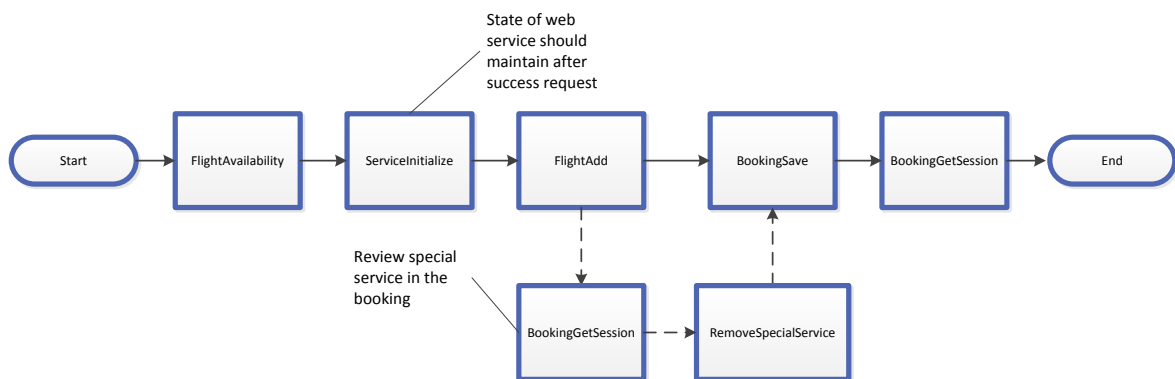 State of web
service should
maintain after
success request
Start
FlightAvailability
ServiceInitialize
FlightAdd
BookingSave
BookingGetSession
End
Review special
service in the
booking
BookingGetSession
RemoveSpecialService